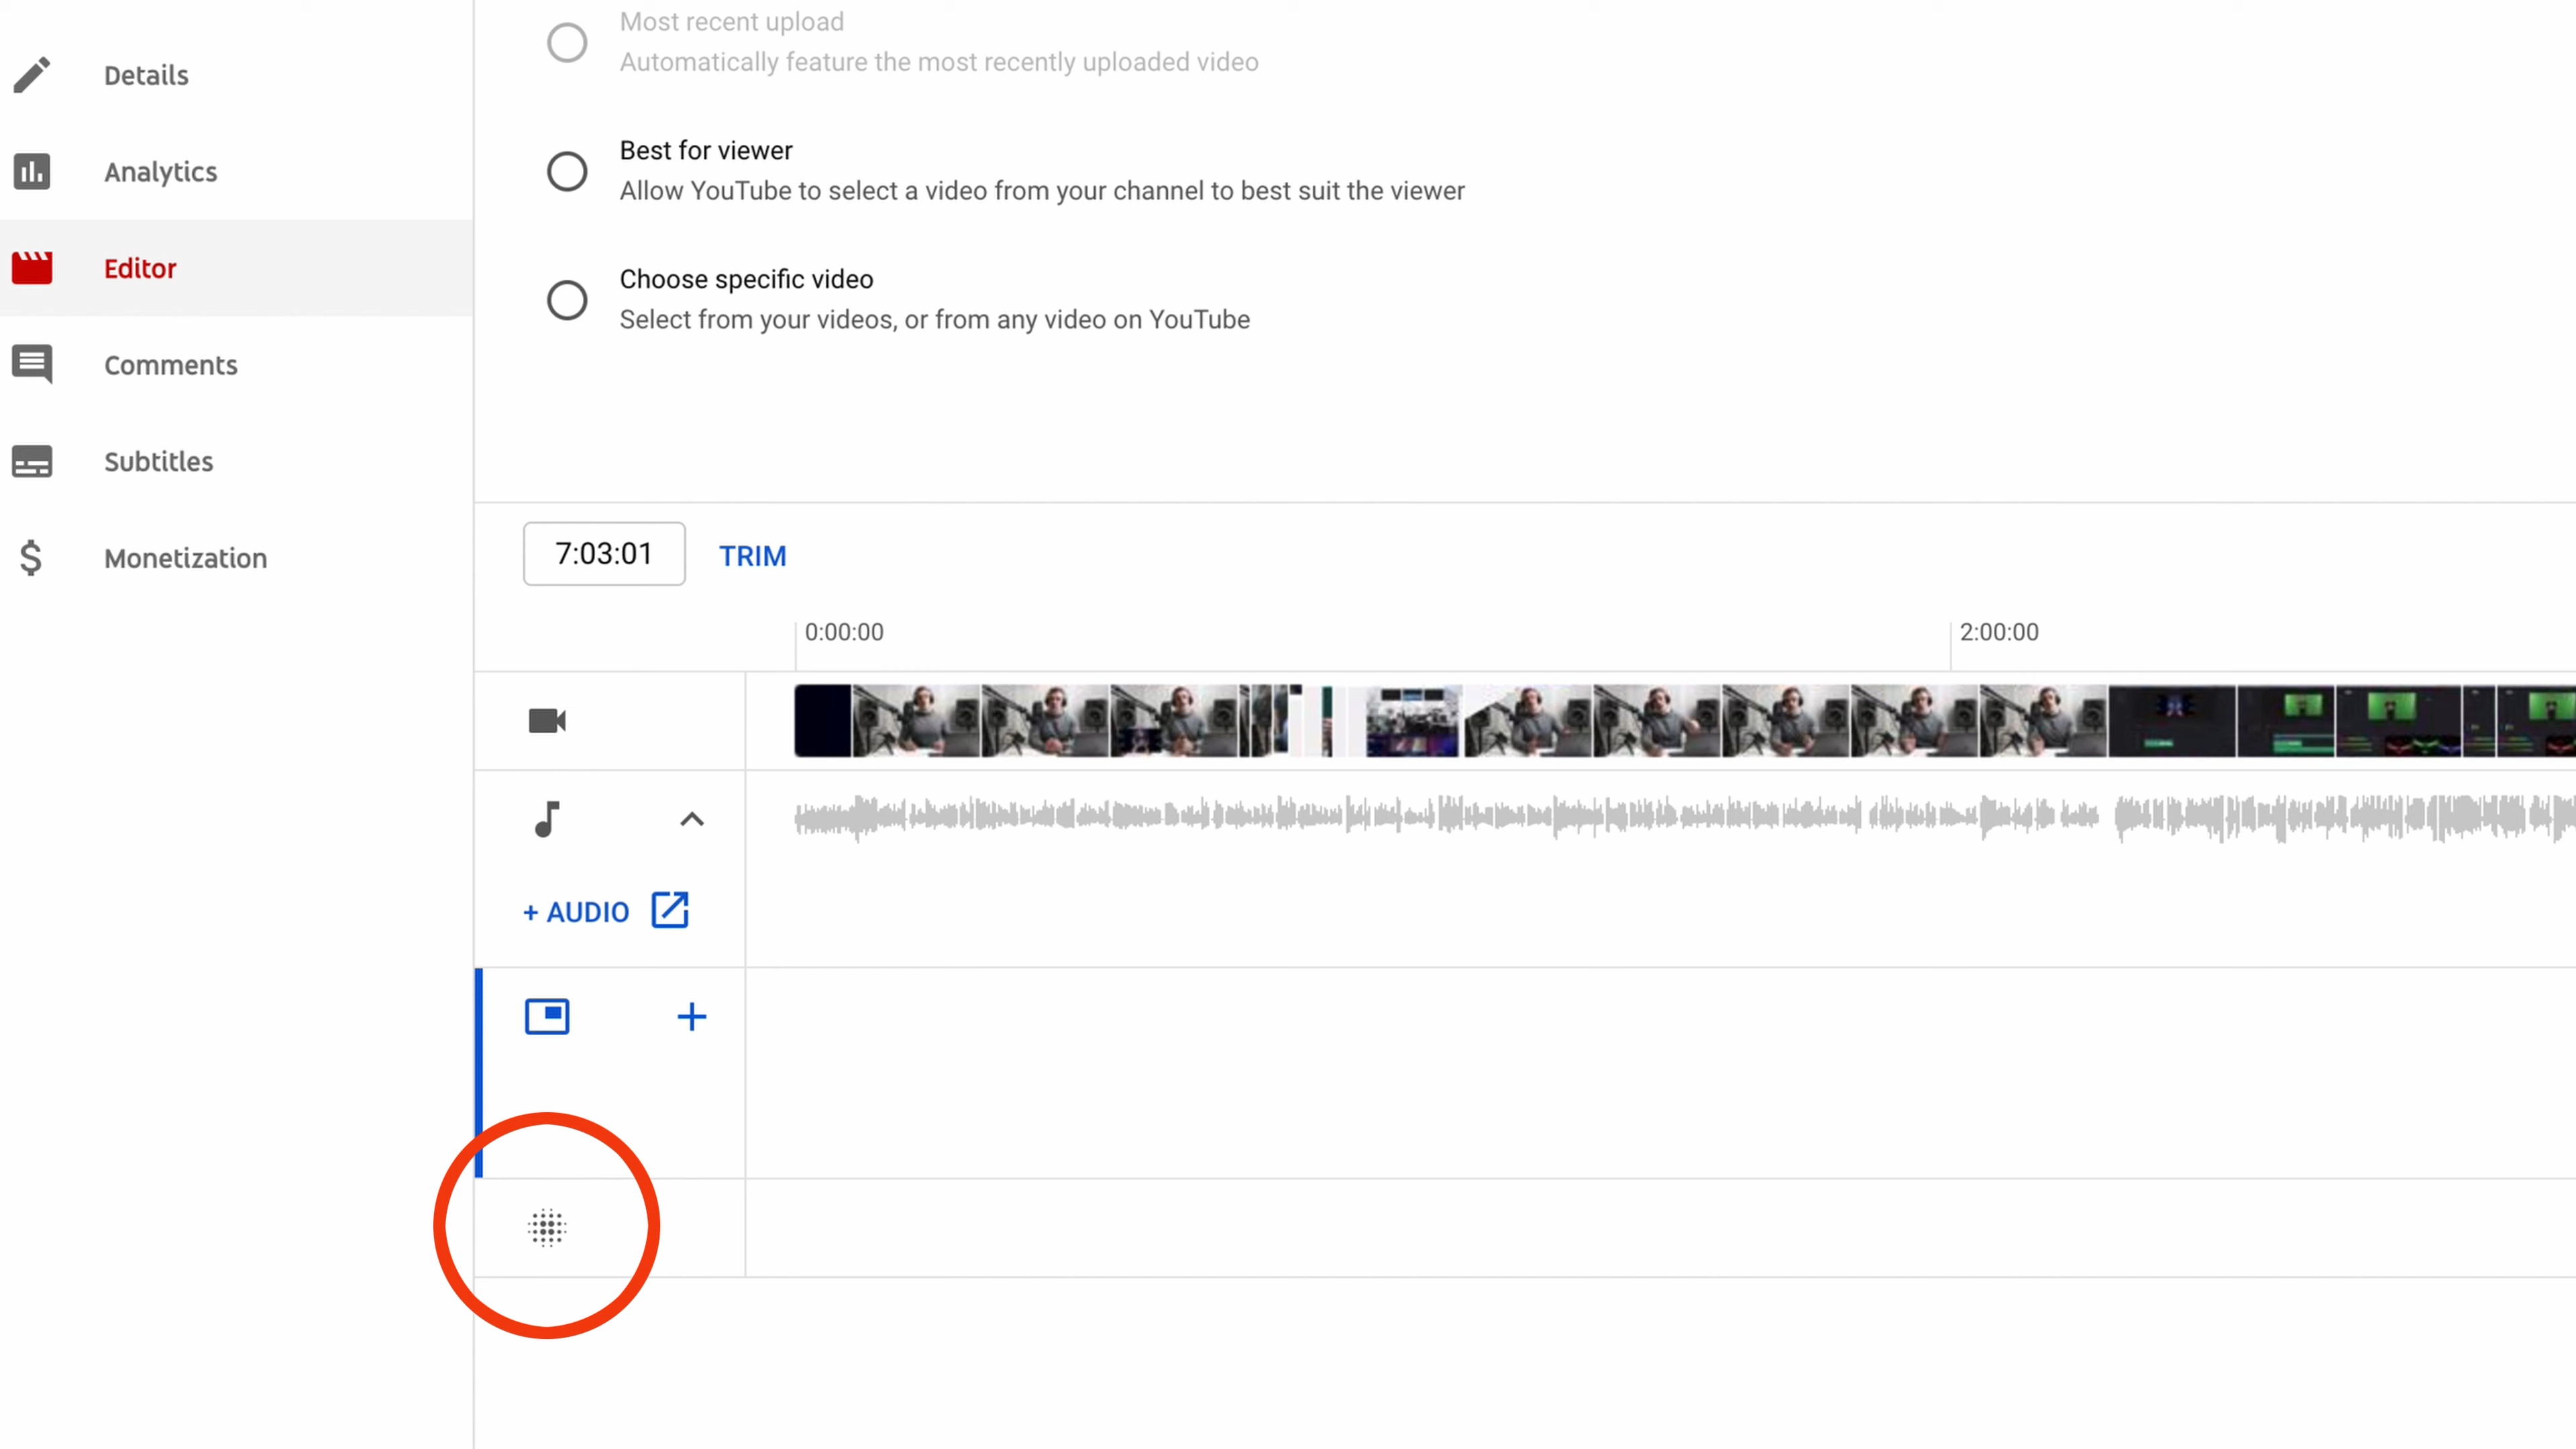 Details
Analytics
Editor
Comments
Subtitles
Monetization
Most recent upload
Automatically feature the most recently uploaded video
Best for viewer
Allow YouTube to select a video from your channel to best suit the viewer
Choose specific video
Select from your videos, or from any video on YouTube
7:03:01 TRIM
0:00:00 2:00:00
+ AUDIO